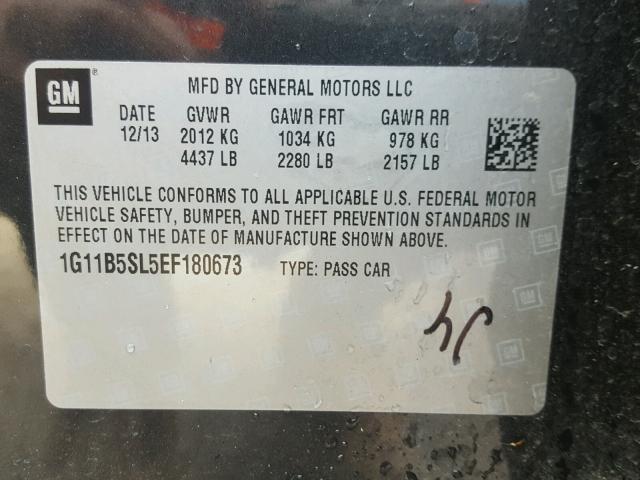 GM
MFD BY GENERAL MOTORS LLC
DATE GVWR GAWR FRT GAWR RR
12/13 2012 KG 1034 KG 978 KG
4437 LB 2280 LB 2157 LB
THIS VEHICLE CONFORMS TO ALL APPLICABLE U.S. FEDERAL MOTOR
VEHICLE SAFETY, BUMPER, AND THEFT PREVENTION STANDARDS IN
EFFECT ON THE DATE OF MANUFACTURE SHOWN ABOVE.
1G11B5SL5EF180673 TYPE: PASS CAR